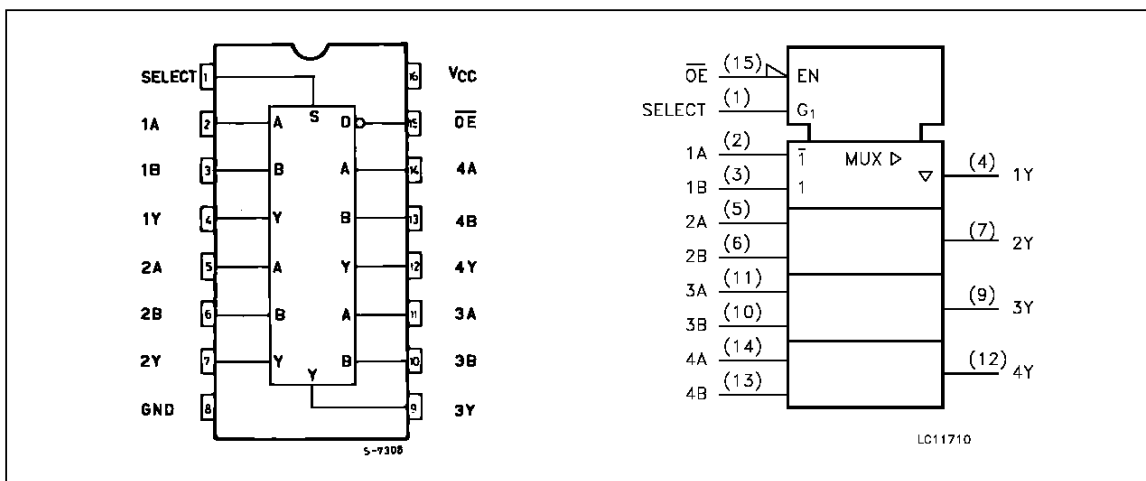 SELECT 1 16 VCC
S
1A 2 A D 15 OE
1B 3 B A 14 4A
1Y 4 Y B 13 4B
2A 5 A Y 12 4Y
2B 6 B A 11 3A
2Y 7 Y B 10 3B
Y
GND 8 9 3Y
S-7308
OE (15) EN
SELECT (1) G1
1A (2) 1 MUX
1B (3) 1
(4) 1Y
2A (5)
2B (6)
(7) 2Y
3A (11)
3B (10)
(9) 3Y
4A (14)
4B (13)
(12) 4Y
LC11710